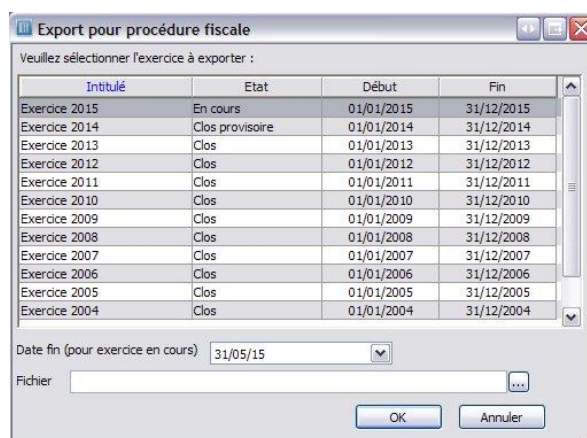 Export pour procédure fiscale
Veuillez sélectionner l'exercice à exporter :
Intitulé Etat Début Fin
Exercice 2015 En cours 01/01/2015 31/12/2015
Exercice 2014 Clos provisoire 01/01/2014 31/12/2014
Exercice 2013 Clos 01/01/2013 31/12/2013
Exercice 2012 Clos 01/01/2012 31/12/2012
Exercice 2011 Clos 01/01/2011 31/12/2011
Exercice 2010 Clos 01/01/2010 31/12/2010
Exercice 2009 Clos 01/01/2009 31/12/2009
Exercice 2008 Clos 01/01/2008 31/12/2008
Exercice 2007 Clos 01/01/2007 31/12/2007
Exercice 2006 Clos 01/01/2006 31/12/2006
Exercice 2005 Clos 01/01/2005 31/12/2005
Exercice 2004 Clos 01/01/2004 31/12/2004
Date fin (pour exercice en cours) 31/05/15
Fichier ...
OK Annuler